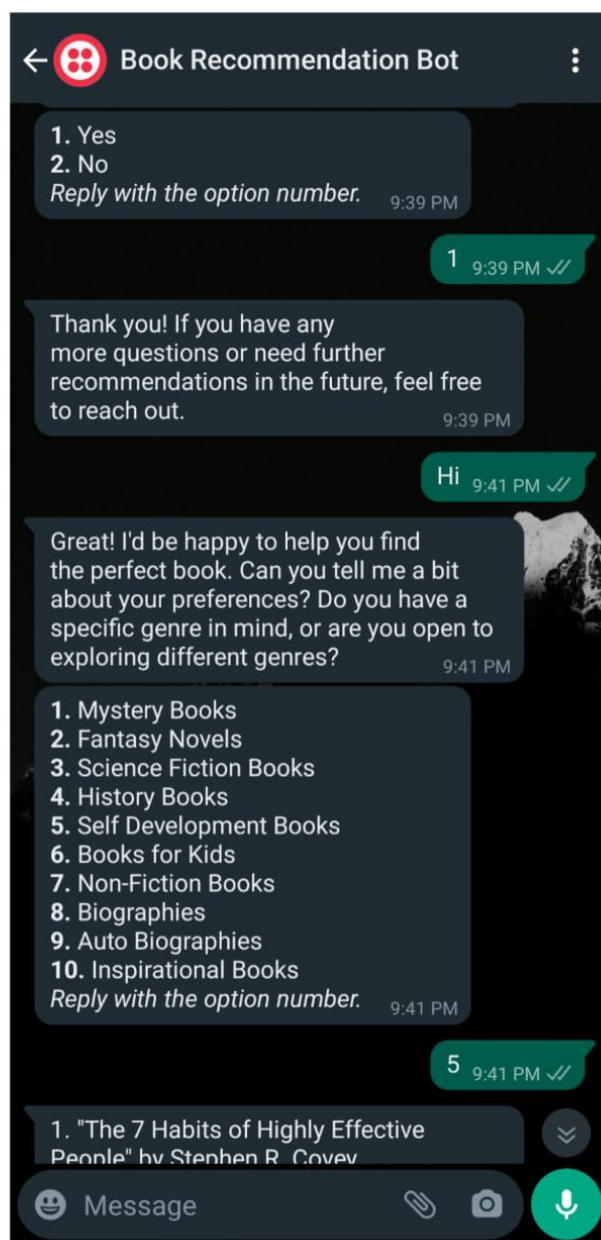 Book Recommendation Bot
1. Yes
2. No
Reply with the option number.
9:39 PM
1
9:39 PM
Thank you! If you have any
more questions or need further
recommendations in the future, feel free
to reach out.
9:39 PM
Hi
9:41 PM
Great! I'd be happy to help you find
the perfect book. Can you tell me a bit
about your preferences? Do you have a
specific genre in mind, or are you open to
exploring different genres?
9:41 PM
1. Mystery Books
2. Fantasy Novels
3. Science Fiction Books
4. History Books
5. Self Development Books
6. Books for Kids
7. Non-Fiction Books
8. Biographies
9. Auto Biographies
10. Inspirational Books
Reply with the option number.
9:41 PM
5
9:41 PM
1. "The 7 Habits of Highly Effective
People" by Stephen R. Covey
Message